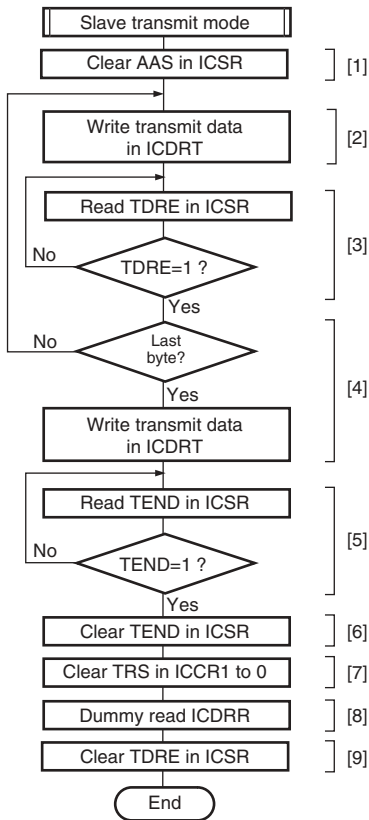 Slave transmit mode
Clear AAS in ICSR
[1]
Write transmit data
in ICDRT
[2]
Read TDRE in ICSR
[3]
No
TDRE=1 ?
Yes
No
Last
byte?
[4]
Yes
Write transmit data
in ICDRT
Read TEND in ICSR
[5]
No
TEND=1 ?
Yes
Clear TEND in ICSR
[6]
Clear TRS in ICCR1 to 0
[7]
Dummy read ICDRR
[8]
Clear TDRE in ICSR
[9]
End